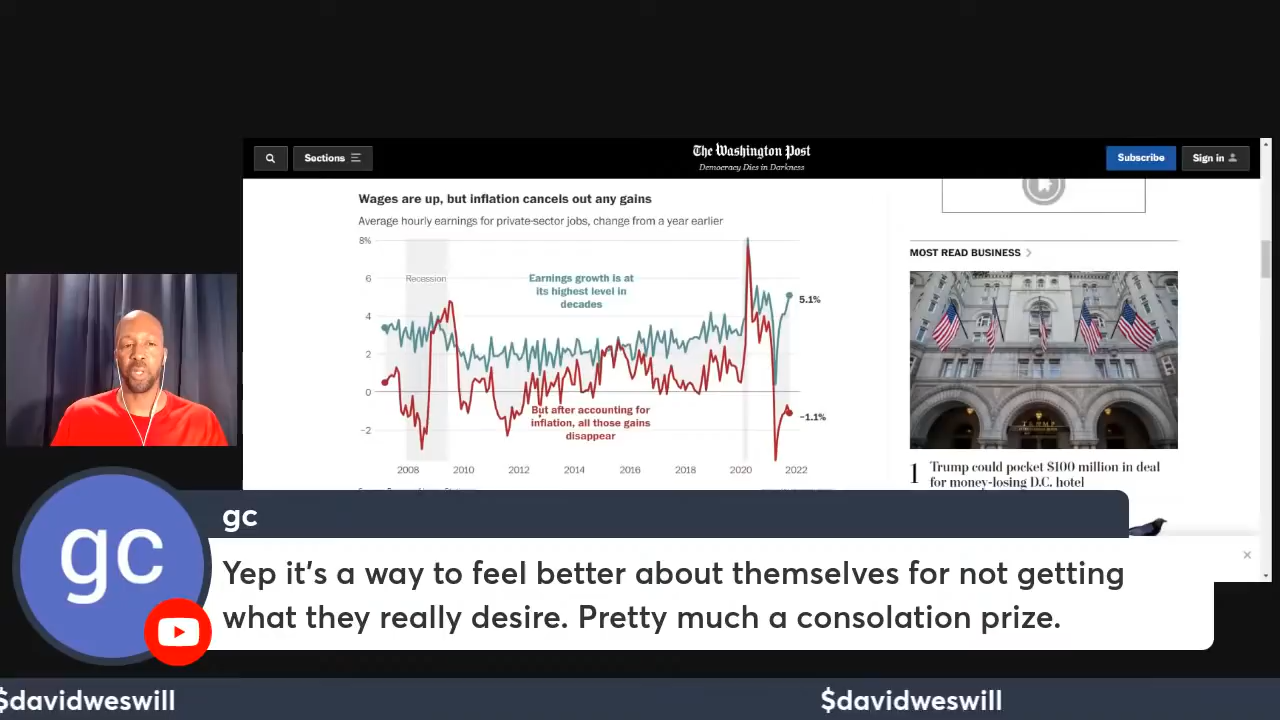 Sections
The Washington Post
Democracy Dies in Darkness
Subscribe
Sign in
Wages are up, but inflation cancels out any gains
Average hourly earnings for private-sector jobs, change from a year earlier
8%
6
4
2
0
−2
Recession
Earnings growth is at
its highest level in
decades
5.1%
But after accounting for
inflation, all those gains
disappear
−1.1%
2008 2010 2012 2014 2016 2018 2020 2022
MOST READ BUSINESS
TRUMP
1 Trump could pocket $100 million in deal
for money-losing D.C. hotel
gc
gc
Yep it's a way to feel better about themselves for not getting
what they really desire. Pretty much a consolation prize.
$davidweswill $davidweswill